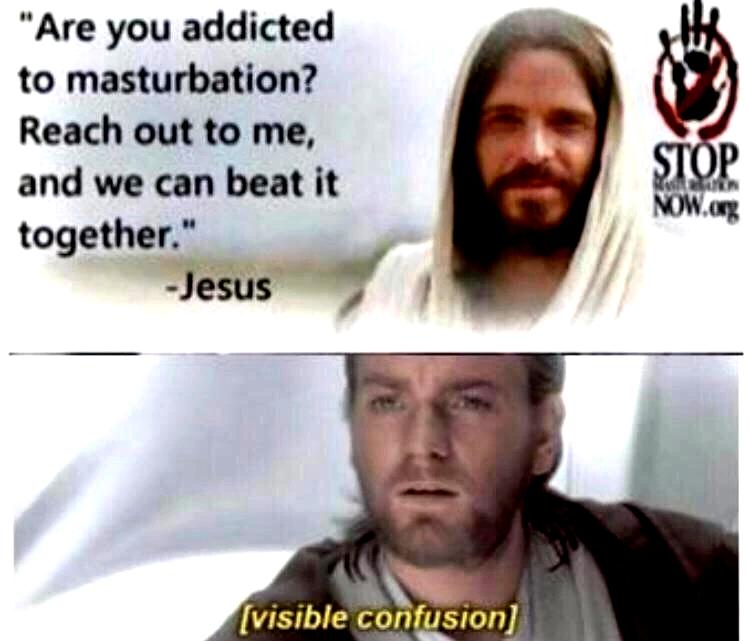 "Are you addicted
to masturbation?
Reach out to me,
and we can beat it
together."
-Jesus
STOP
MASTURBATION
NOW.org
[visible confusion]